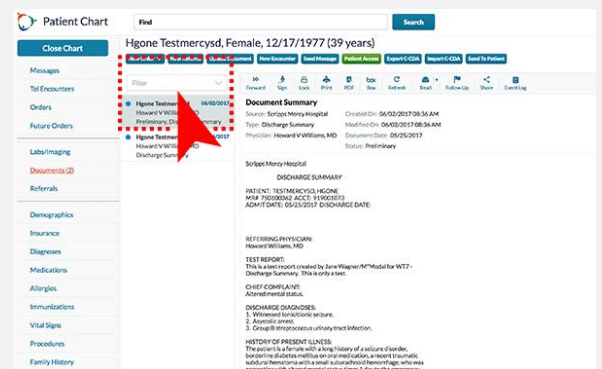 Patient Chart
Find
Search
Close Chart
Hgone Testmercysd, Female, 12/17/1977 (39 years)
New Encounter
Send Message
Patient Access
Export C-CDA
Import C-CDA
Send To Patient
Messages
Tel Encounters
Orders
Future Orders
Labs/Imaging
Documents (2)
Referrals
Demographics
Insurance
Diagnoses
Medications
Allergies
Immunizations
Vital Signs
Procedures
Family History
Filter
Hgone 06/02/2017
Howard V
Preliminary,
Hgone
Howard V
Discharge
Forward
Sign
Lock
Print
PDF
Box
Refresh
Read
Follow Up
Share
Event Log
Document Summary
Source: Scripps Mercy Hospital Created On: 06/02/2017 08:36 AM
Type: Discharge Summary Modified On: 06/02/2017 08:36 AM
Physician: Howard V Williams, MD Document Date: 05/25/2017
Status: Preliminary
Scripps Mercy Hospital
DISCHARGE SUMMARY
PATIENT: TESTMERCYSD, HGONE
MR# 750100362 ACCT: 919001073
ADMIT DATE: 05/25/2017 DISCHARGE DATE:
REFERRING PHYSICIAN:
Howard Williams, MD
TEST REPORT:
This is a test report created by Jane Wagner/M*Modal for WT7 -
Discharge Summary. This is only a test.
CHIEF COMPLAINT:
Altered mental status.
DISCHARGE DIAGNOSES:
1. Witnessed tonic/clonic seizure.
2. Asystolic arrest.
3. Group B streptococcus urinary tract infection.
HISTORY OF PRESENT ILLNESS:
The patient is a female with a long history of a seizure disorder,
borderline diabetes mellitus on oral medication, a recent traumatic
subdural hematoma with a small subarachnoid hemorrhage, who was